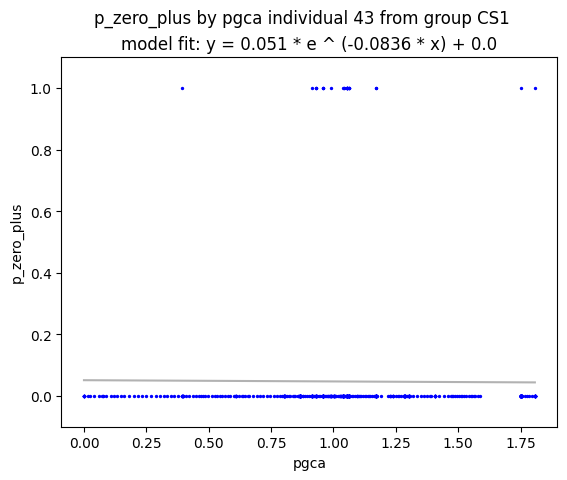 p_zero_plus by pgca individual 43 from group CS1
model fit: y = 0.051 * e ^ (-0.0836 * x) + 0.0
1.0
0.8
0.6
0.4
0.2
0.0
p_zero_plus
0.00 0.25 0.50 0.75 1.00 1.25 1.50 1.75
pgca